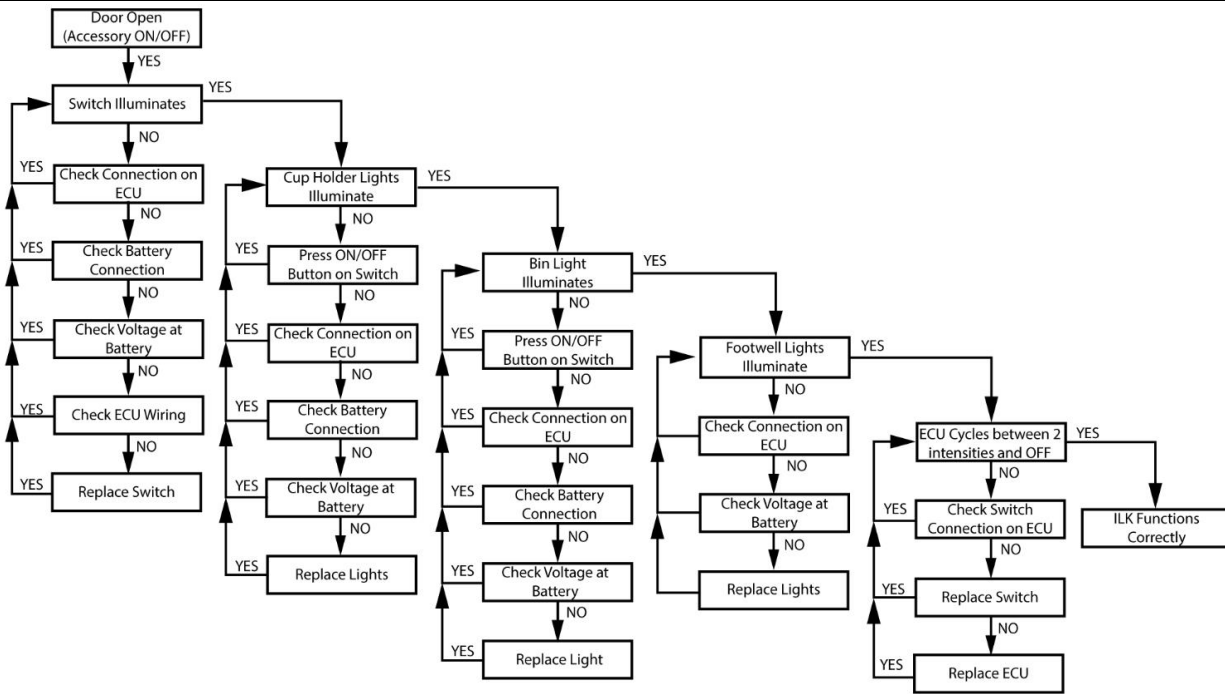 Door Open
(Accessory ON/OFF)
YES
Switch Illuminates
YES
NO
YES
Check Connection on
ECU
NO
YES
Check Battery
Connection
NO
YES
Check Voltage at
Battery
NO
YES
Check ECU Wiring
NO
YES
Replace Switch
Cup Holder Lights
Illuminate
YES
NO
YES
Press ON/OFF
Button on Switch
NO
YES
Check Connection on
ECU
NO
YES
Check Battery
Connection
NO
YES
Check Voltage at
Battery
NO
YES
Replace Lights
Bin Light
Illuminates
YES
NO
YES
Press ON/OFF
Button on Switch
NO
YES
Check Connection on
ECU
NO
YES
Check Battery
Connection
NO
YES
Check Voltage at
Battery
NO
YES
Replace Light
Footwell Lights
Illuminate
YES
NO
YES
Check Connection on
ECU
NO
YES
Check Voltage at
Battery
NO
YES
Replace Lights
ECU Cycles between 2
intensities and OFF
YES
NO
YES
Check Switch
Connection on ECU
NO
YES
Replace Switch
NO
YES
Replace ECU
ILK Functions
Correctly